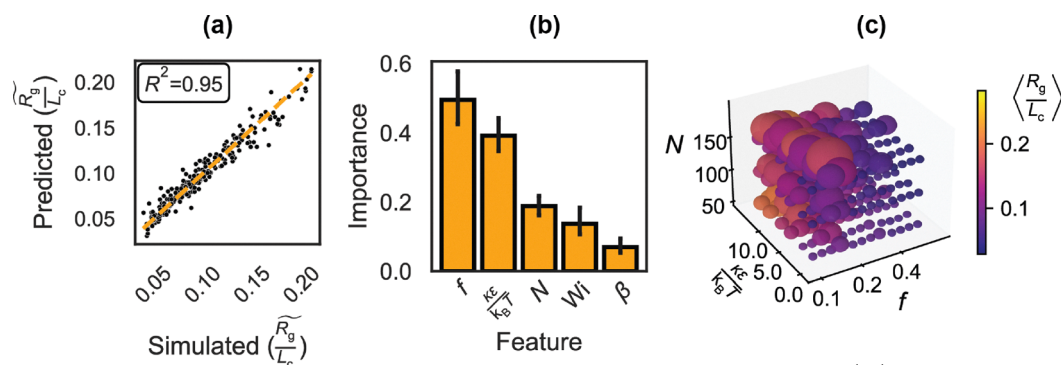 (a)
R²=0.95
0.20
0.15
0.10
0.05
Predicted (R̃g/Lc)
0.05
0.10
0.15
0.20
Simulated (R̃g/Lc)
(b)
0.6
0.4
0.2
0.0
Importance
f
κε/kBT
N
Wi
β
Feature
(c)
N
150
100
50
10.0
5.0
0.0
κε/kBT
0.1
0.2
0.4
f
⟨Rg/Lc⟩
0.2
0.1